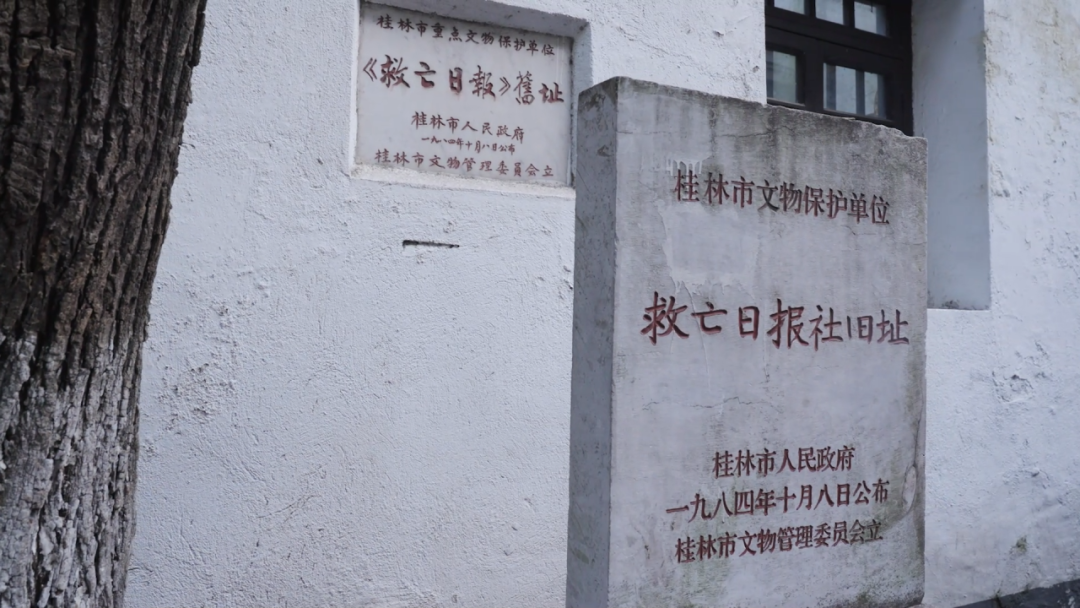 桂林市重点文物保护单位
《救亡日報》舊址
桂林市人民政府
一九八四年十月八日公布
桂林市文物管理委員会立
桂林市文物保护单位
救亡日报社旧址
桂林市人民政府
一九八四年十月八日公布
桂林市文物管理委员会立